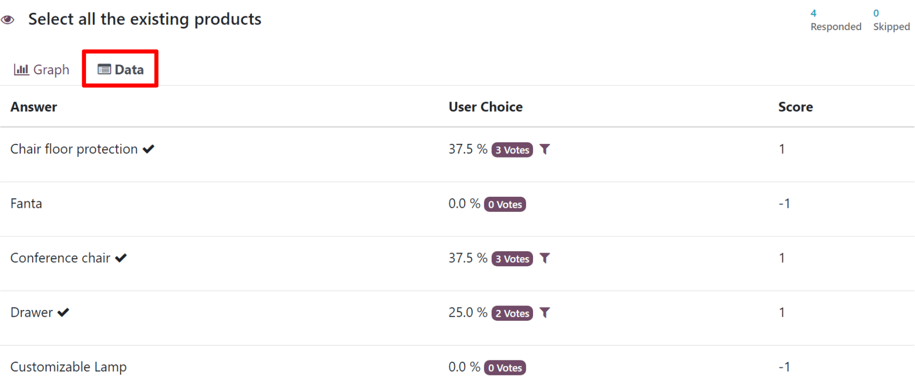 Select all the existing products
4 0
Responded Skipped
Graph Data
Answer User Choice Score
Chair floor protection ✔ 37.5 % 3 Votes 1
Fanta 0.0 % 0 Votes -1
Conference chair ✔ 37.5 % 3 Votes 1
Drawer ✔ 25.0 % 2 Votes 1
Customizable Lamp 0.0 % 0 Votes -1